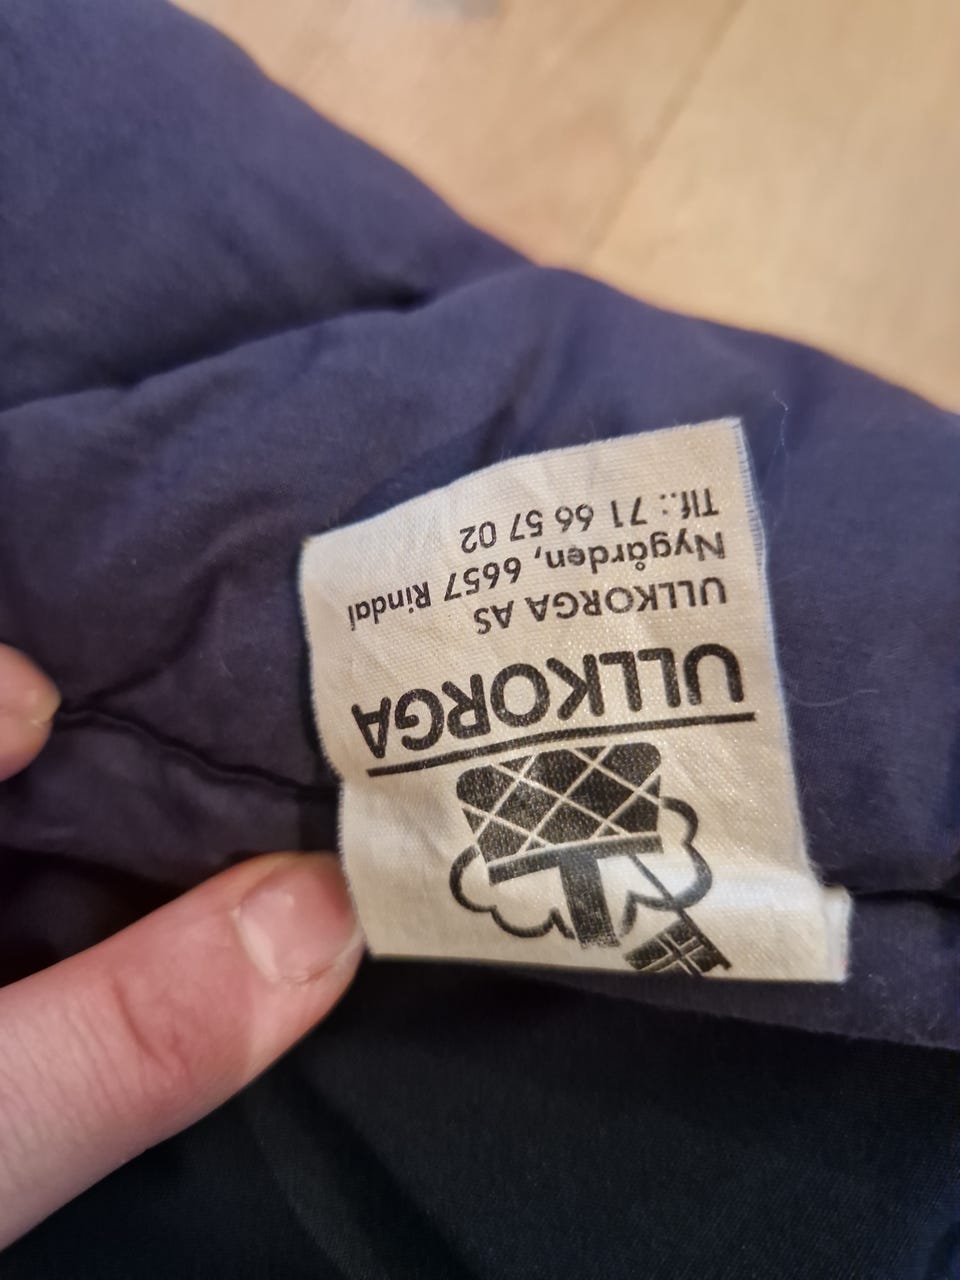 ULLKORGA
ULLKORGA AS
Nygården, 6657 Rindal
Tlf.: 71 66 57 02